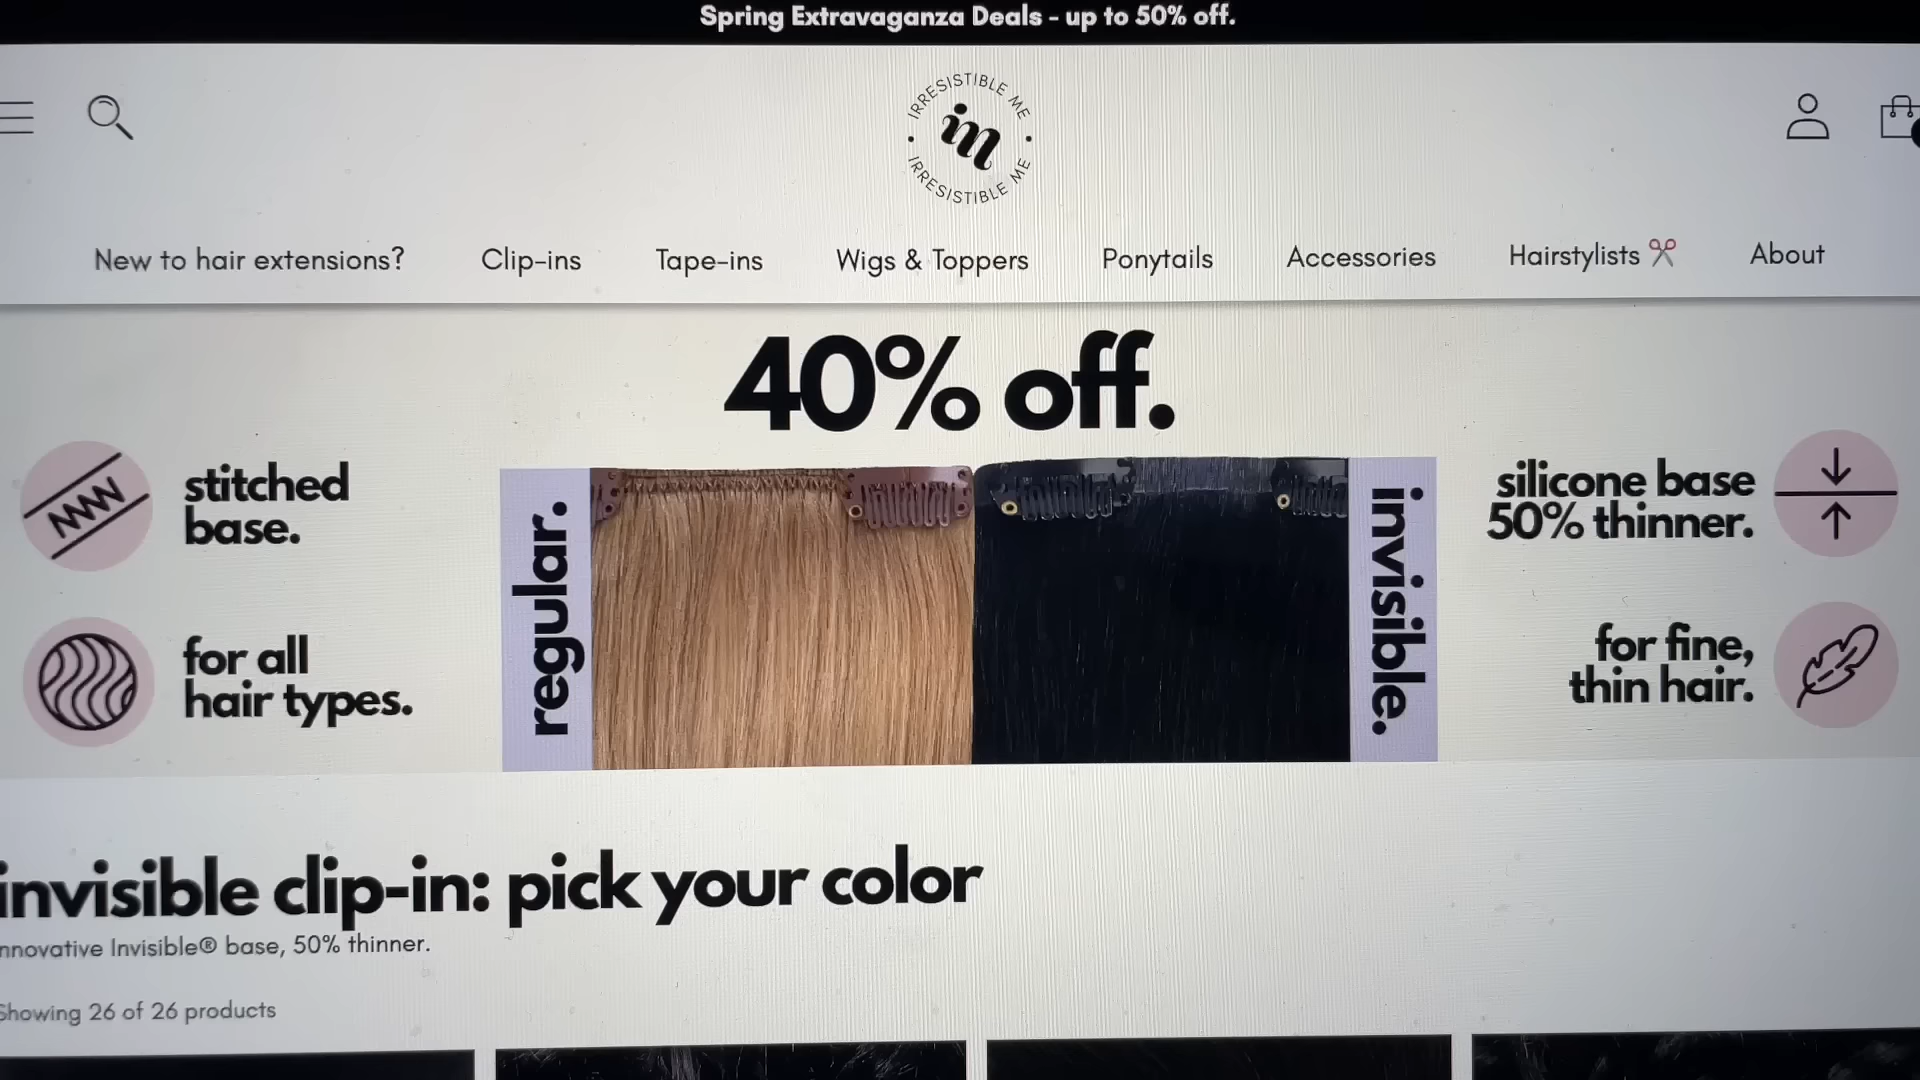 Spring Extravaganza Deals - up to 50% off.
IRRESISTIBLE ME
im
IRRESISTIBLE ME
New to hair extensions?
Clip-ins
Tape-ins
Wigs & Toppers
Ponytails
Accessories
Hairstylists
About
40% off.
stitched
base.
for all
hair types.
regular.
invisible.
silicone base
50% thinner.
for fine,
thin hair.
invisible clip-in: pick your color
nnovative Invisible® base, 50% thinner.
Showing 26 of 26 products